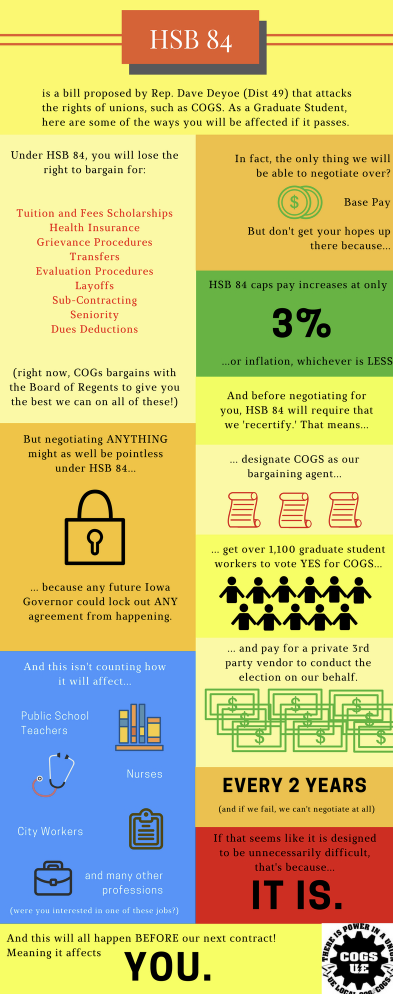 HSB 84
is a bill proposed by Rep. Dave Deyoe (Dist 49) that attacks
the rights of unions, such as COGS. As a Graduate Student,
here are some of the ways you will be affected if it passes.
Under HSB 84, you will lose the
right to bargain for:
Tuition and Fees Scholarships
Health Insurance
Grievance Procedures
Transfers
Evaluation Procedures
Layoffs
Sub-Contracting
Seniority
Dues Deductions
(right now, COGs bargains with
the Board of Regents to give you
the best we can on all of these!)
In fact, the only thing we will
be able to negotiate over?
$
Base Pay
But don't get your hopes up
there because...
HSB 84 caps pay increases at only
3%
...or inflation, whichever is LESS
And before negotiating for
you, HSB 84 will require that
we 'recertify.' That means...
... designate COGS as our
bargaining agent...
... get over 1,100 graduate student
workers to vote YES for COGS...
... and pay for a private 3rd
party vendor to conduct the
election on our behalf.
$ $ $
$ $ $
EVERY 2 YEARS
(and if we fail, we can't negotiate at all)
If that seems like it is designed
to be unnecessarily difficult,
that's because...
IT IS.
But negotiating ANYTHING
might as well be pointless
under HSB 84...
... because any future Iowa
Governor could lock out ANY
agreement from happening.
And this isn't counting how
it will affect...
Public School
Teachers
Nurses
City Workers
and many other
professions
(were you interested in one of these jobs?)
And this will all happen BEFORE our next contract!
Meaning it affects
YOU.
THERE IS POWER IN A UNION
COGS
UE